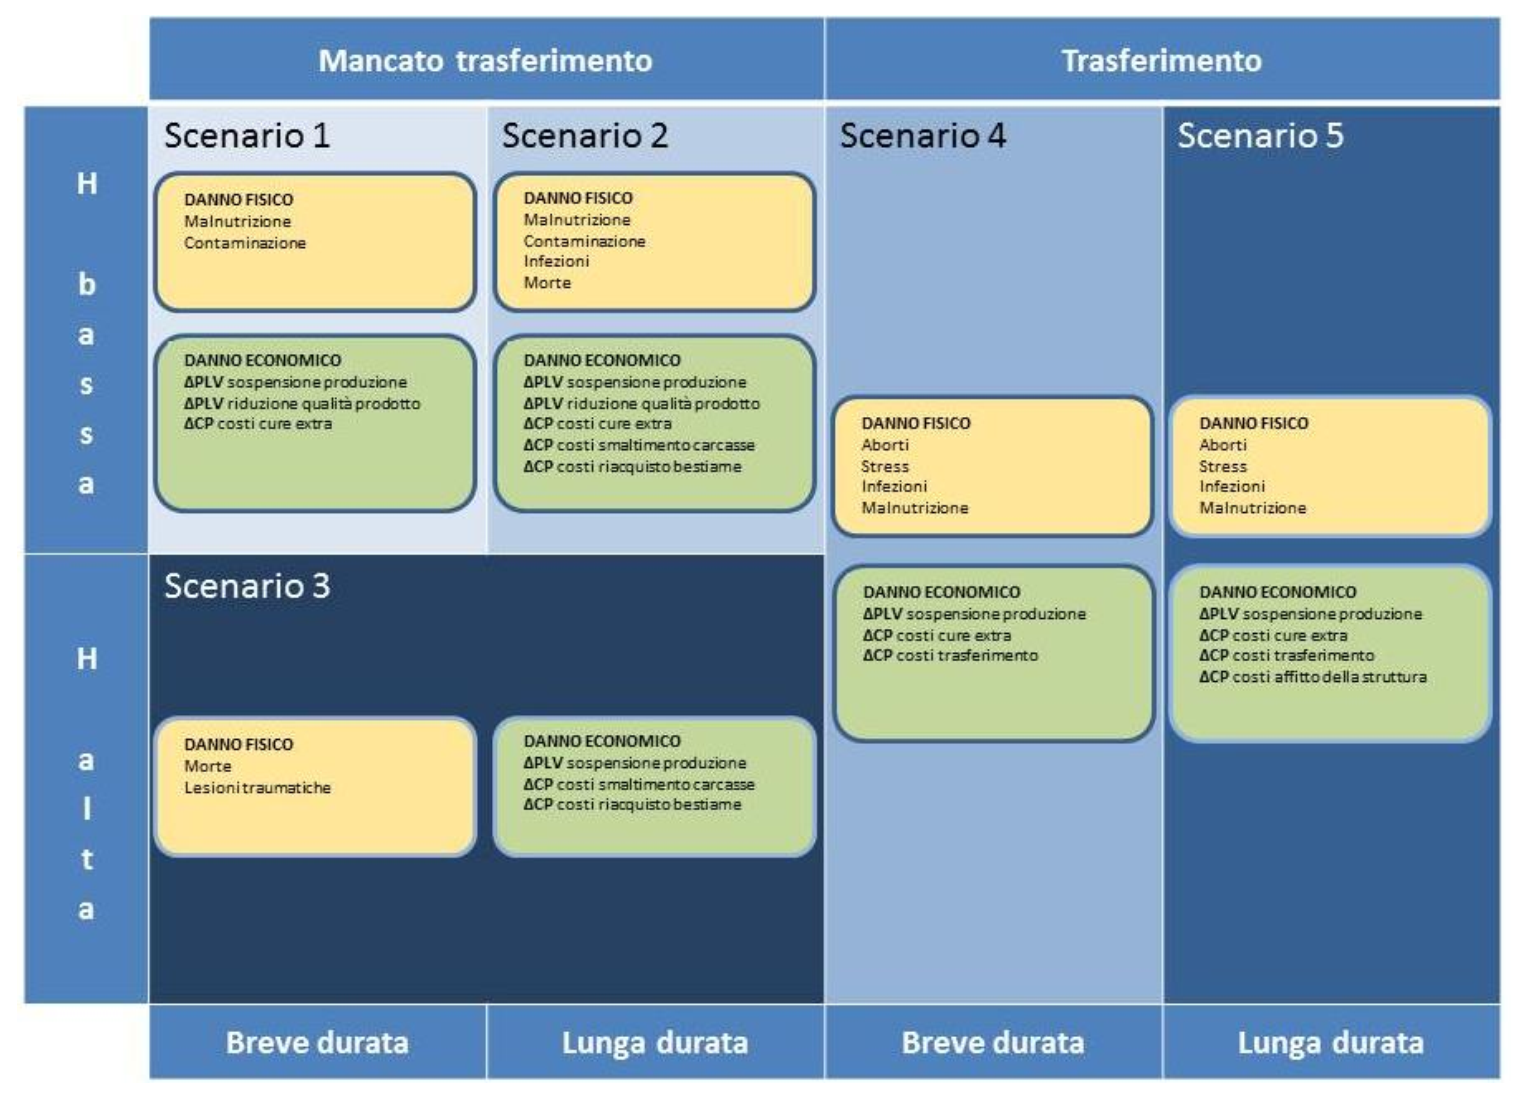 Mancato trasferimento
Trasferimento
H bassa
Scenario 1
DANNO FISICO
Malnutrizione
Contaminazione
DANNO ECONOMICO
ΔPLV sospensione produzione
ΔPLV riduzione qualità prodotto
ΔCP costi cure extra
Scenario 2
DANNO FISICO
Malnutrizione
Contaminazione
Infezioni
Morte
DANNO ECONOMICO
ΔPLV sospensione produzione
ΔPLV riduzione qualità prodotto
ΔCP costi cure extra
ΔCP costi smaltimento carcasse
ΔCP costi riacquisto bestiame
Scenario 4
DANNO FISICO
Aborti
Stress
Infezioni
Malnutrizione
DANNO ECONOMICO
ΔPLV sospensione produzione
ΔCP costi cure extra
ΔCP costi trasferimento
Scenario 5
DANNO FISICO
Aborti
Stress
Infezioni
Malnutrizione
DANNO ECONOMICO
ΔPLV sospensione produzione
ΔCP costi cure extra
ΔCP costi trasferimento
ΔCP costi affitto della struttura
H alta
Scenario 3
DANNO FISICO
Morte
Lesioni traumatiche
DANNO ECONOMICO
ΔPLV sospensione produzione
ΔCP costi smaltimento carcasse
ΔCP costi riacquisto bestiame
Breve durata
Lunga durata
Breve durata
Lunga durata